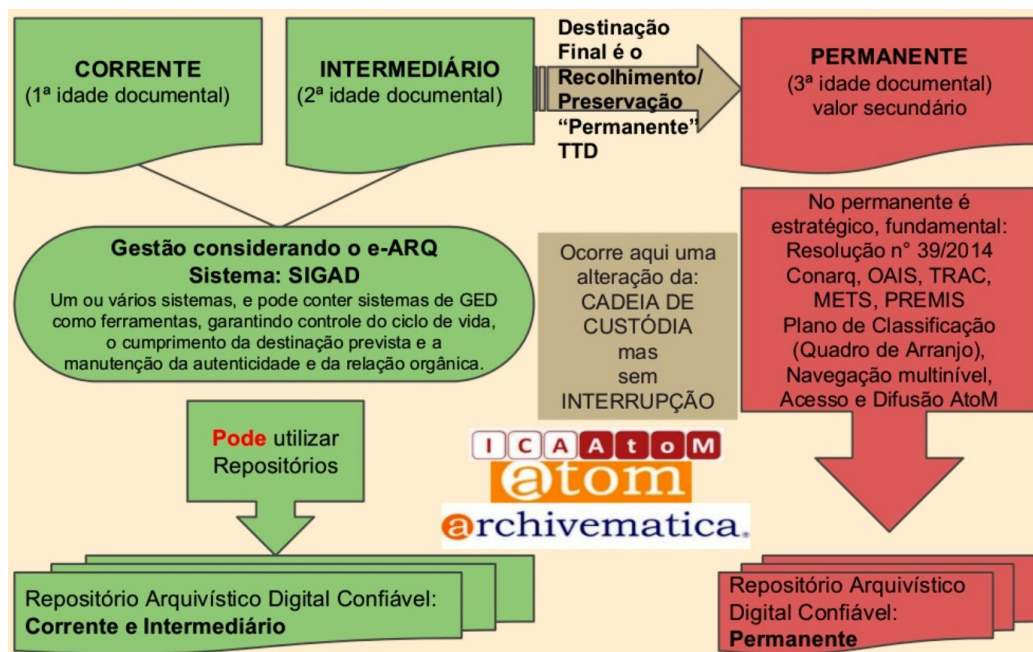 CORRENTE
(1ª idade documental)
INTERMEDIÁRIO
(2ª idade documental)
Destinação
Final é o
Recolhimento/
Preservação
“Permanente”
TTD
PERMANENTE
(3ª idade documental)
valor secundário
Gestão considerando o e-ARQ
Sistema: SIGAD
Um ou vários sistemas, e pode conter sistemas de GED
como ferramentas, garantindo controle do ciclo de vida,
o cumprimento da destinação prevista e a
manutenção da autenticidade e da relação orgânica.
Ocorre aqui uma
alteração da:
CADEIA DE
CUSTÓDIA
mas
sem
INTERRUPÇÃO
No permanente é
estratégico, fundamental:
Resolução n° 39/2014
Conarq, OAIS, TRAC,
METS, PREMIS
Plano de Classificação
(Quadro de Arranjo),
Navegação multinível,
Acesso e Difusão AtoM
Pode utilizar
Repositórios
ICAAtoM
atom
archivematica®
Repositório Arquivístico Digital Confiável:
Corrente e Intermediário
Repositório Arquivístico
Digital Confiável:
Permanente